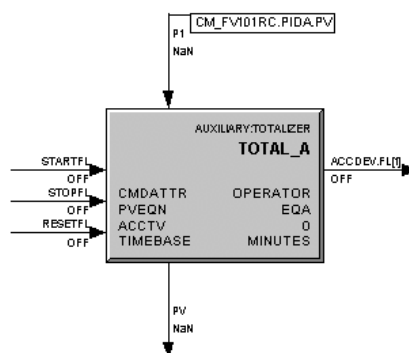 CM_FV101RC.PIDA.PV
P1
NaN
AUXILIARY:TOTALIZER
TOTAL_A
STARTFL
OFF
STOPFL
OFF
RESETFL
OFF
ACCDEV.FL[1]
OFF
CMDATTR OPERATOR
PVEQN EQA
ACCTV 0
TIMEBASE MINUTES
PV
NaN